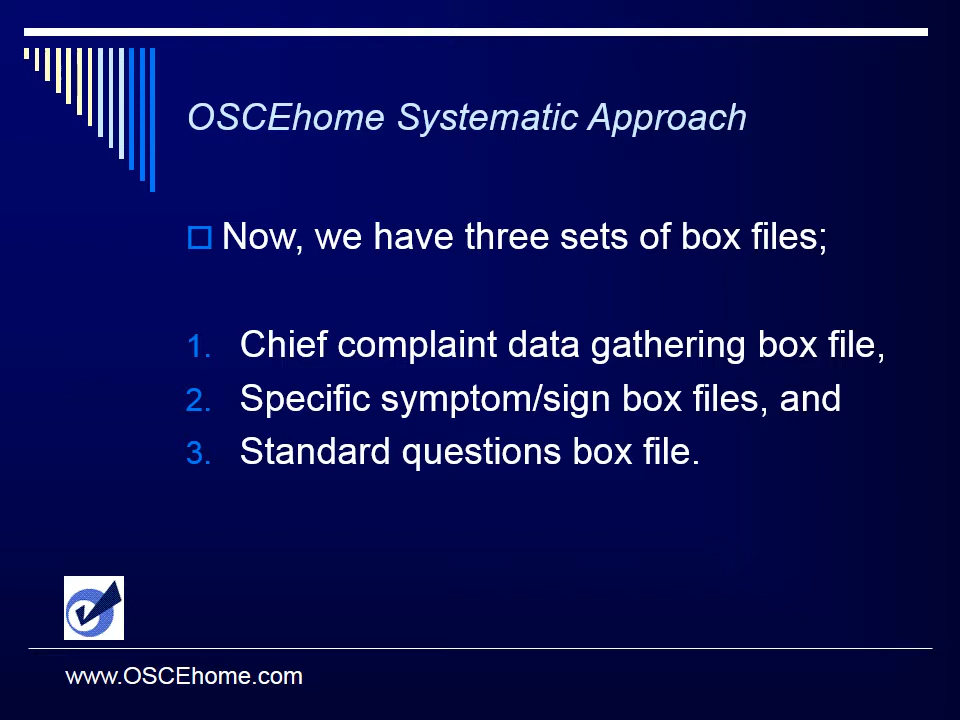 OSCEhome Systematic Approach
Now, we have three sets of box files;
1. Chief complaint data gathering box file,
2. Specific symptom/sign box files, and
3. Standard questions box file.
www.OSCEhome.com